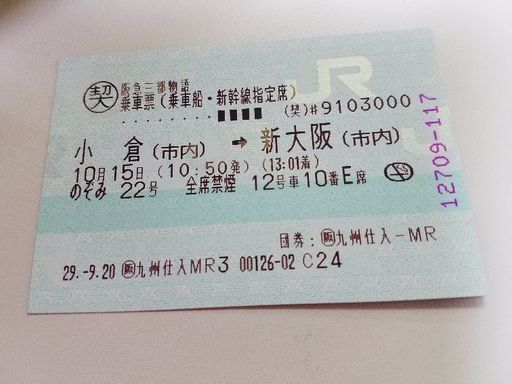 契 阪急三都物語
乗車票(乗車船・新幹線指定席)
........■■■■ (契)#9103000
小倉(市内) → 新大阪(市内)
10月15日(10:50発)(13:01着)
のぞみ 22号 全席禁煙 12号車10番E席
団券:阪九州仕入-MR
29.-9.20 阪九州仕入MR3 00126-02 C24
12709-117
JR